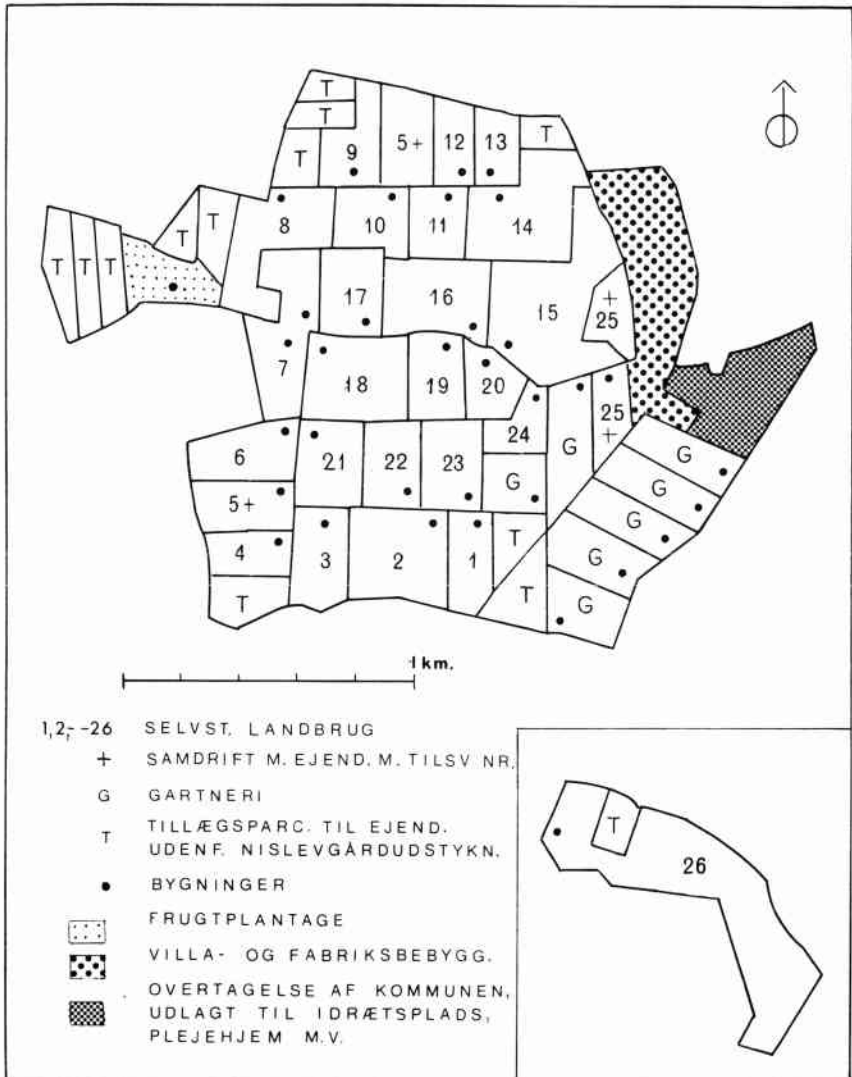 T
T
9
5+
12
13
T
T
8
10
11
14
T
T
T
T
T
17
16
15
+
25
7
18
19
20
25
+
24
G
6
21
22
23
G
G
5+
G
4
3
2
1
T
G
G
T
T
G
1 km.
1,2,--26 SELVST. LANDBRUG
+ SAMDRIFT M. EJEND. M. TILSV NR.
G GARTNERI
T TILLÆGSPARC. TIL EJEND.
UDENF. NISLEVGÅRDUDSTYKN.
BYGNINGER
FRUGTPLANTAGE
VILLA- OG FABRIKSBEBYGG.
OVERTAGELSE AF KOMMUNEN,
UDLAGT TIL IDRÆTSPLADS,
PLEJEHJEM M.V.
T
26